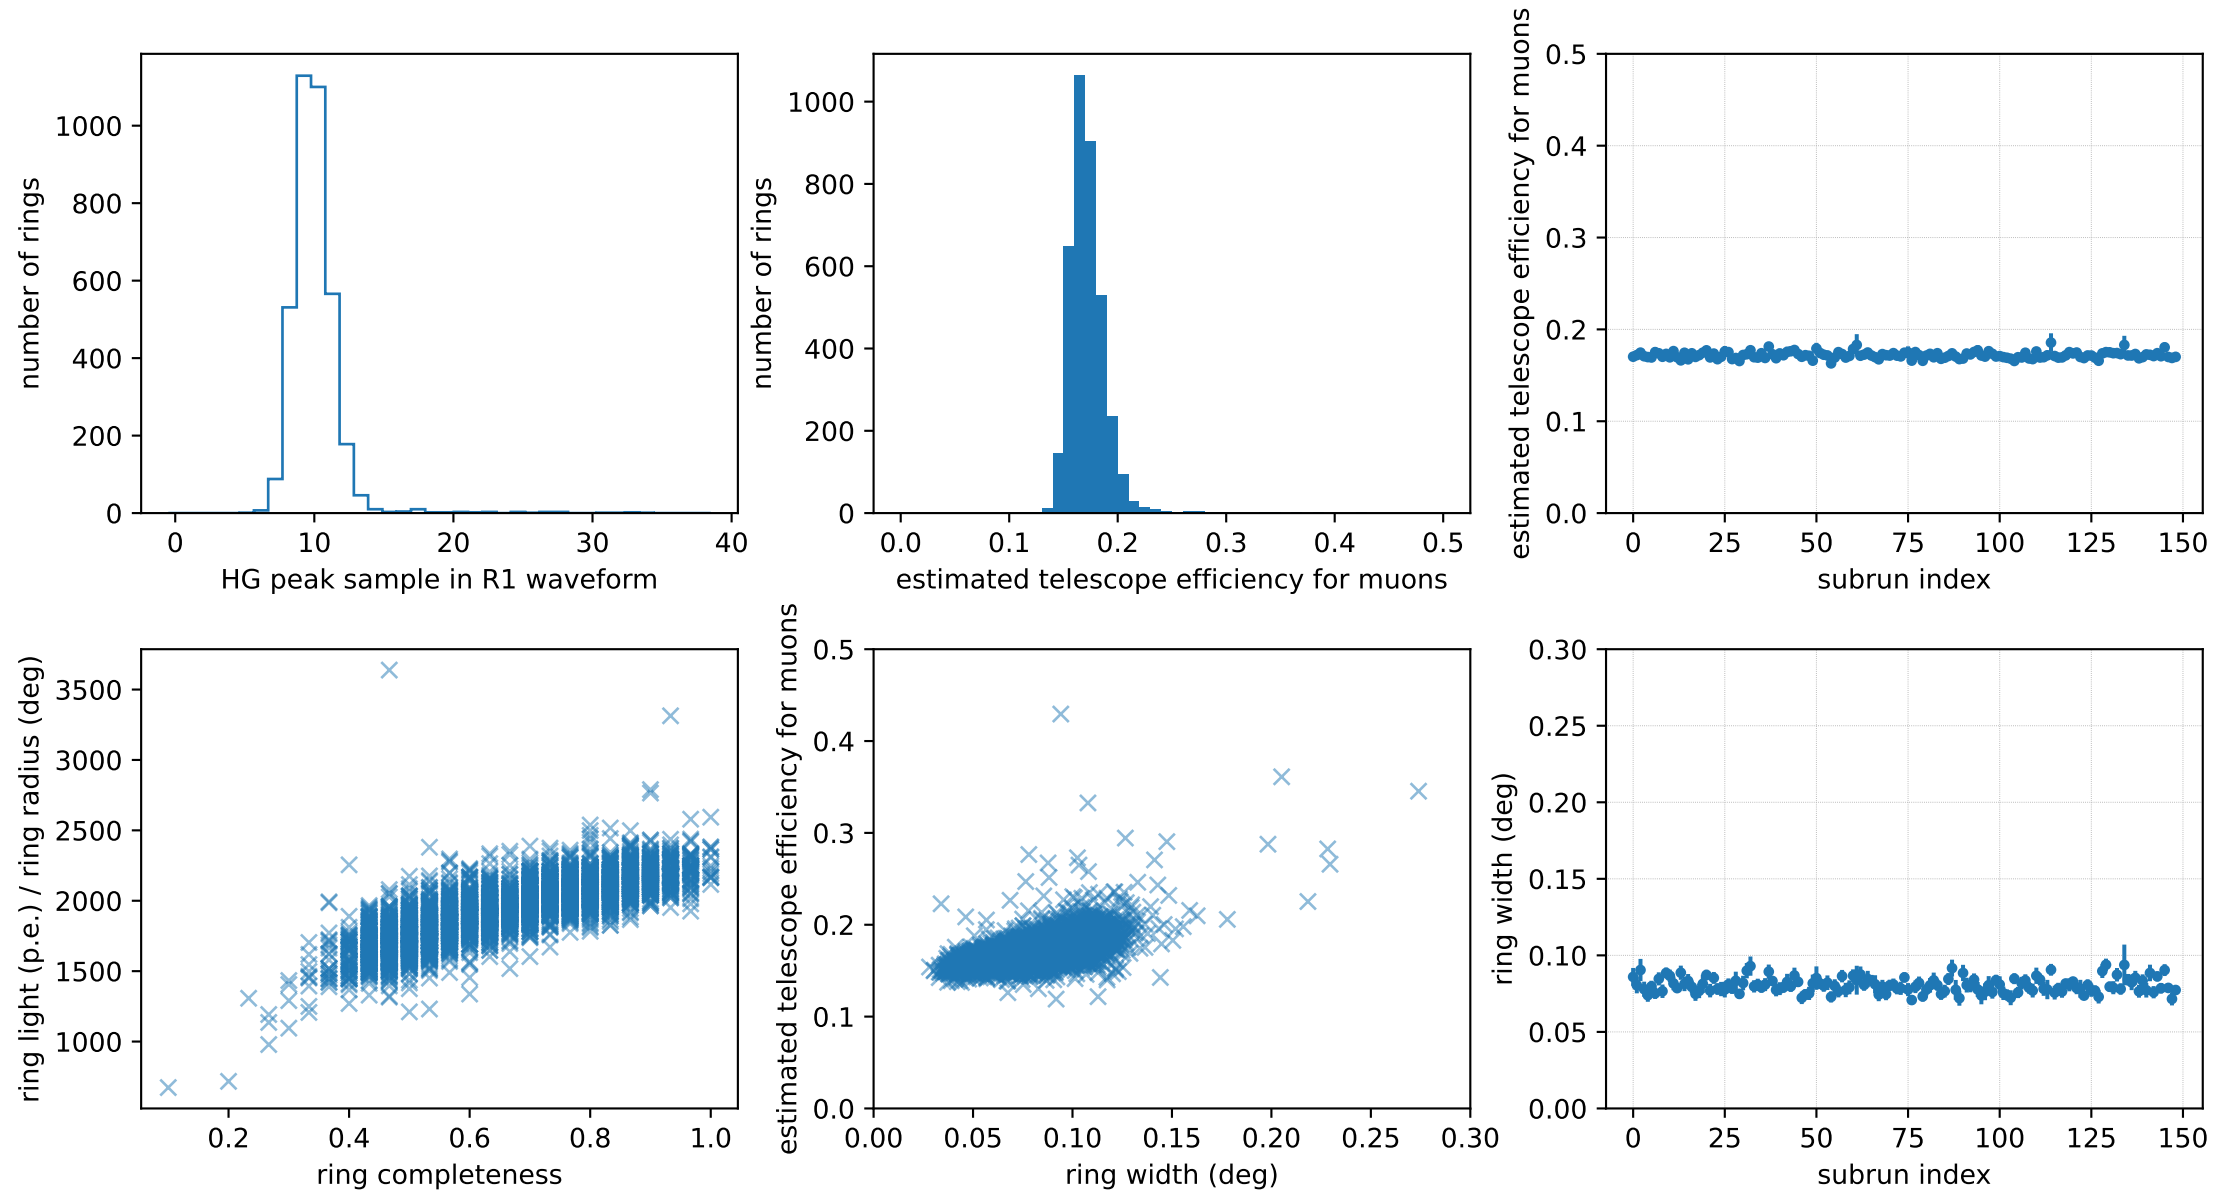 number of rings
1000
800
600
400
200
0
0 10 20 30 40
HG peak sample in R1 waveform
number of rings
1000
800
600
400
200
0
0.0 0.1 0.2 0.3 0.4 0.5
estimated telescope efficiency for muons
estimated telescope efficiency for muons
0.5
0.4
0.3
0.2
0.1
0.0
0 25 50 75 100 125 150
subrun index
ring light (p.e.) / ring radius (deg)
3500
3000
2500
2000
1500
1000
0.2 0.4 0.6 0.8 1.0
ring completeness
estimated telescope efficiency for muons
0.5
0.4
0.3
0.2
0.1
0.0
0.00 0.05 0.10 0.15 0.20 0.25 0.30
ring width (deg)
ring width (deg)
0.30
0.25
0.20
0.15
0.10
0.05
0.00
0 25 50 75 100 125 150
subrun index